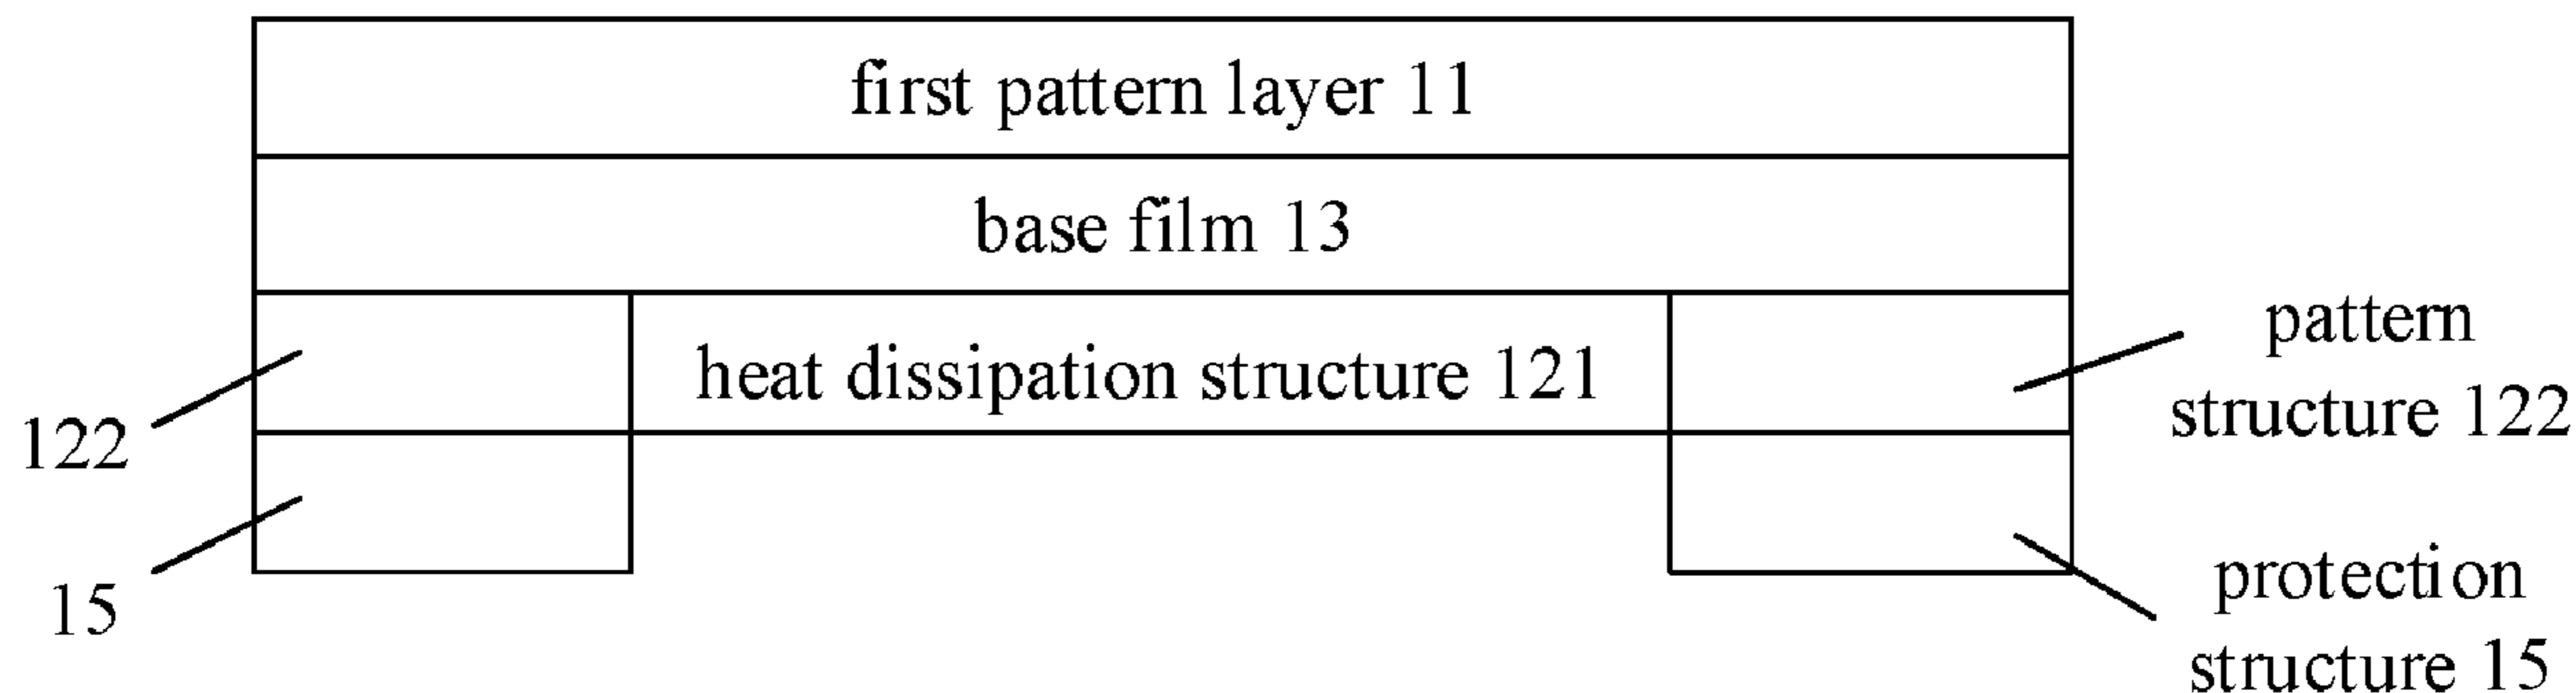 first pattern layer 11
base film 13
heat dissipation structure 121
122
15
pattern
structure 122
protection
structure 15